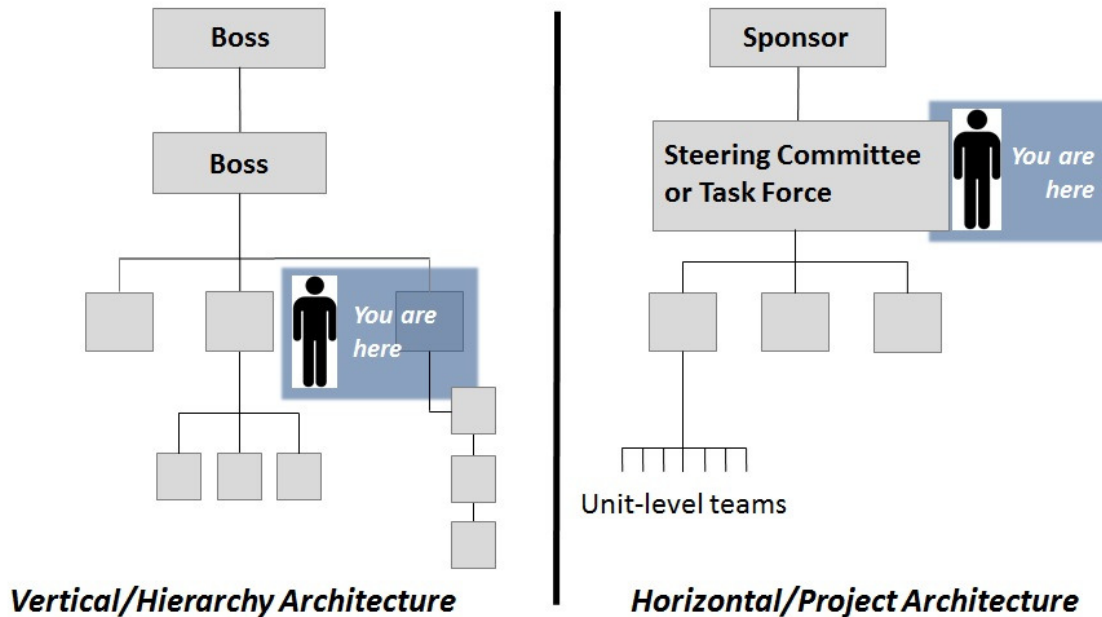 Boss
Boss
You are
here
Vertical/Hierarchy Architecture
Sponsor
Steering Committee
or Task Force
You are
here
Unit-level teams
Horizontal/Project Architecture